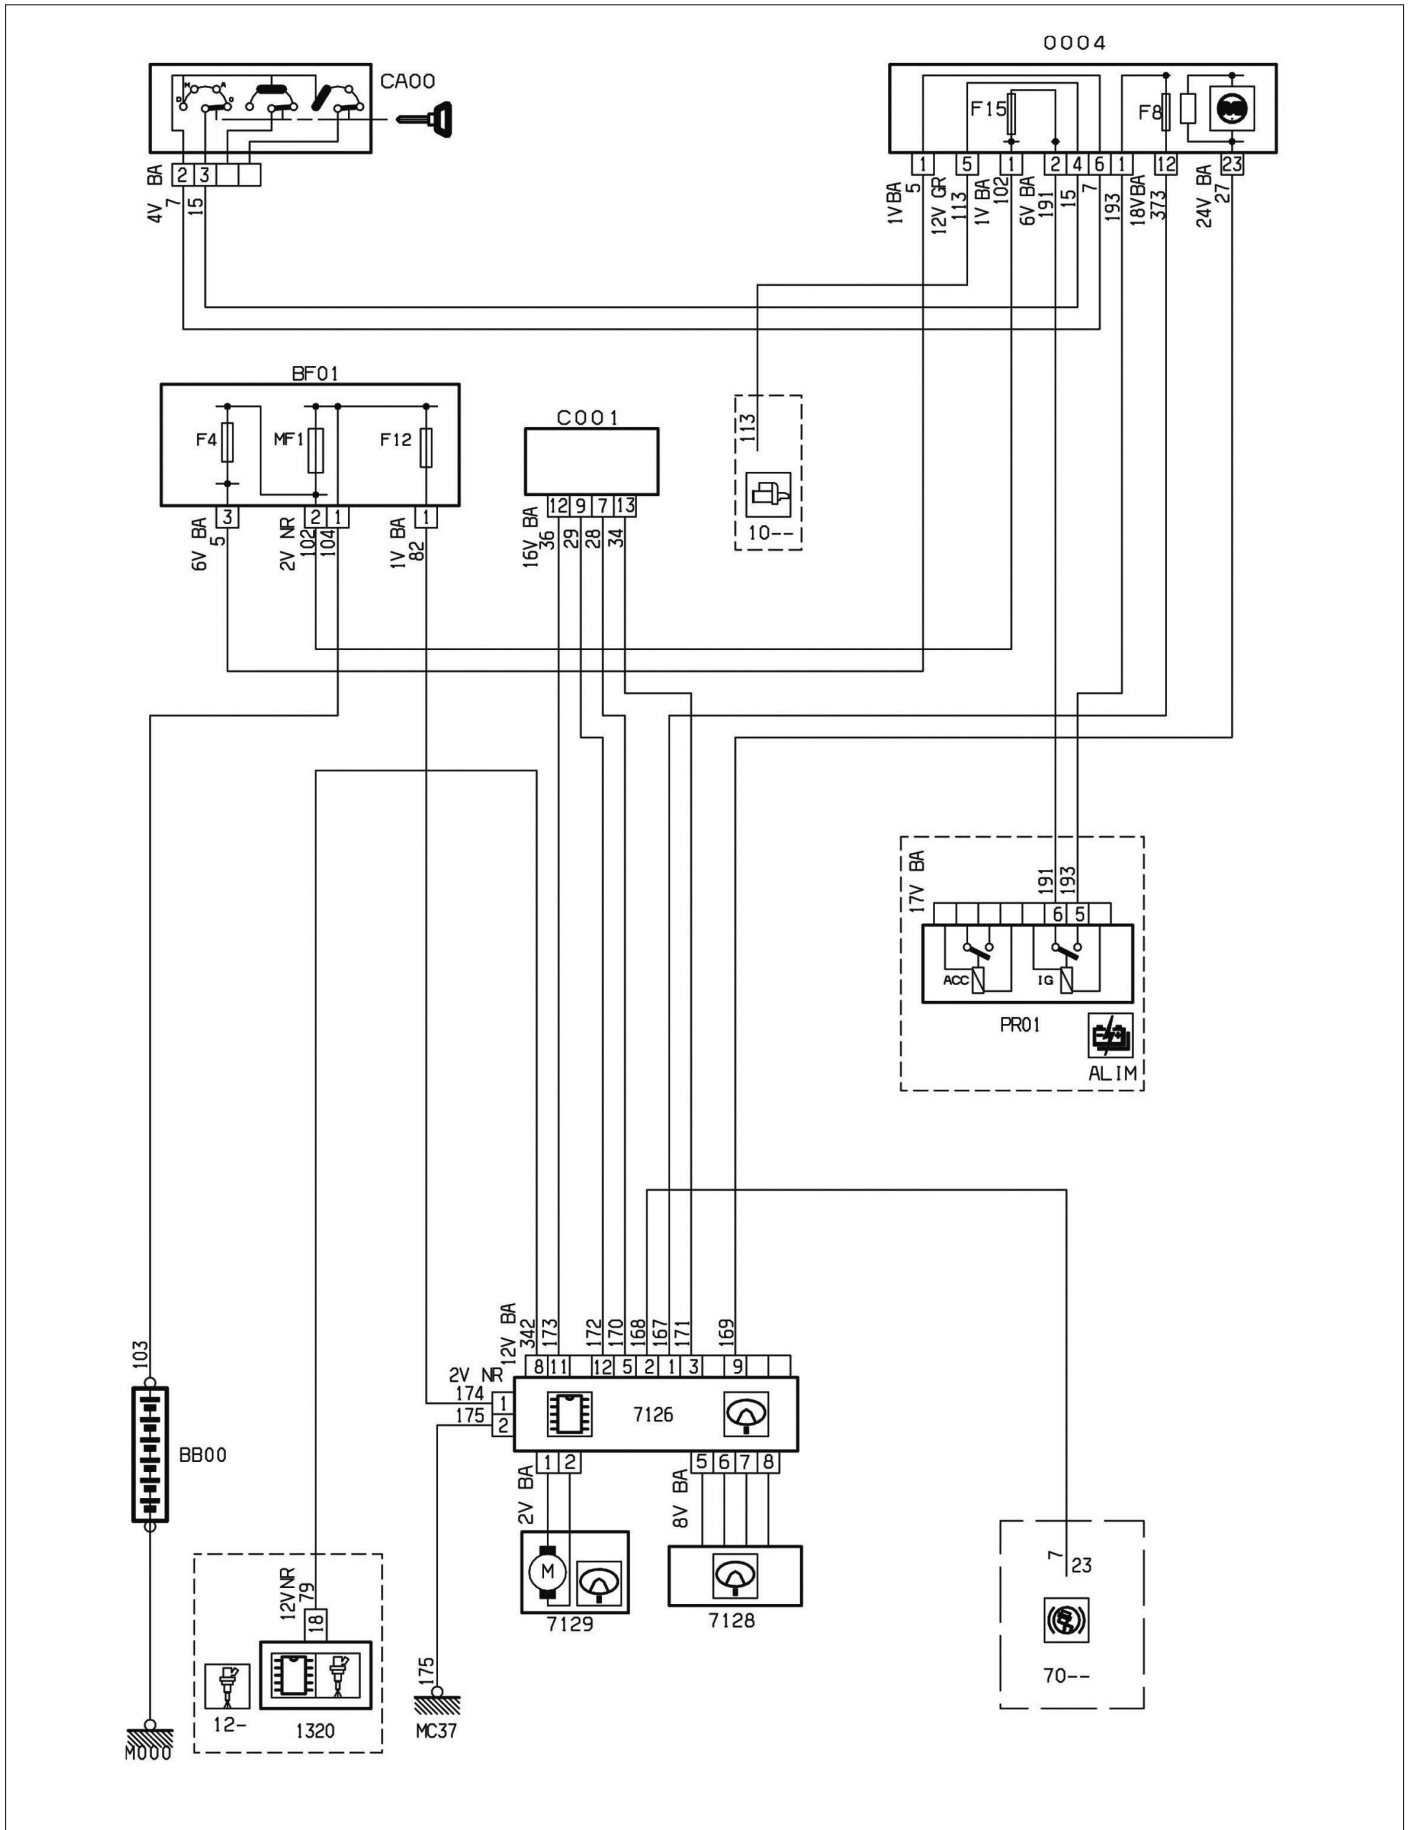 0004
CA00
M A
D O
F15
F8
2 3
1 5 1 2 4 6 1 12 23
4V BA
7
15
1V BA
5
12V GR
113
1V BA
102
6V BA
191
15
7
193
18VBA
373
24V BA
27
BF01
F4
MF1
F12
C001
113
10--
3 2 1 1
12 9 7 13
6V BA
5
2V NR
102
104
1V BA
82
16V BA
36
29
28
34
17V BA
191
193
6 5
ACC
IG
PR01
ALIM
103
12V BA
342
173
172
170
168
167
171
169
8 11 12 5 2 1 3 9
2V NR
174
175
1
2
7126
BB00
1 2
5 6 7 8
2V BA
8V BA
M
7129
7128
7
23
70--
12VNR
79
18
12-
1320
175
MC37
M000